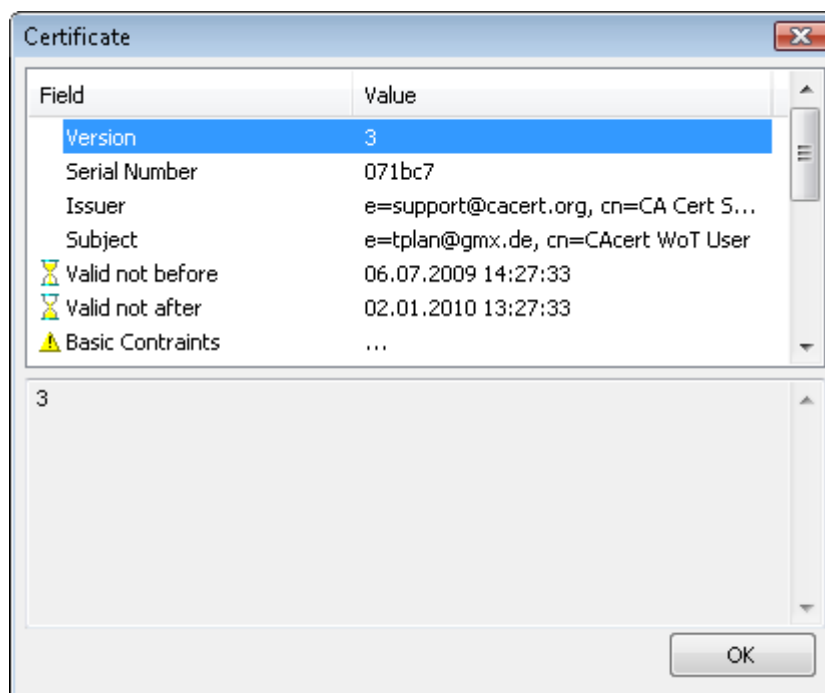 Certificate
Field Value
Version 3
Serial Number 071bc7
Issuer e=support@cacert.org, cn=CA Cert S...
Subject e=tplan@gmx.de, cn=CAcert WoT User
Valid not before 06.07.2009 14:27:33
Valid not after 02.01.2010 13:27:33
Basic Contraints ...
3
OK